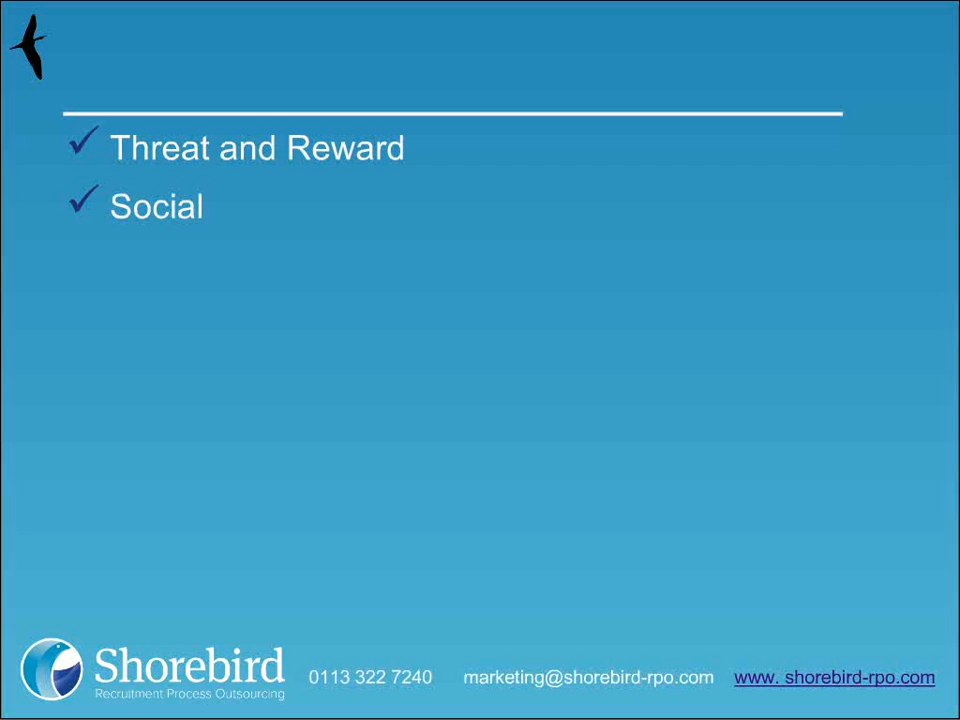 Threat and Reward
Social
Shorebird
Recruitment Process Outsourcing
0113 322 7240 marketing@shorebird-rpo.com www. shorebird-rpo.com